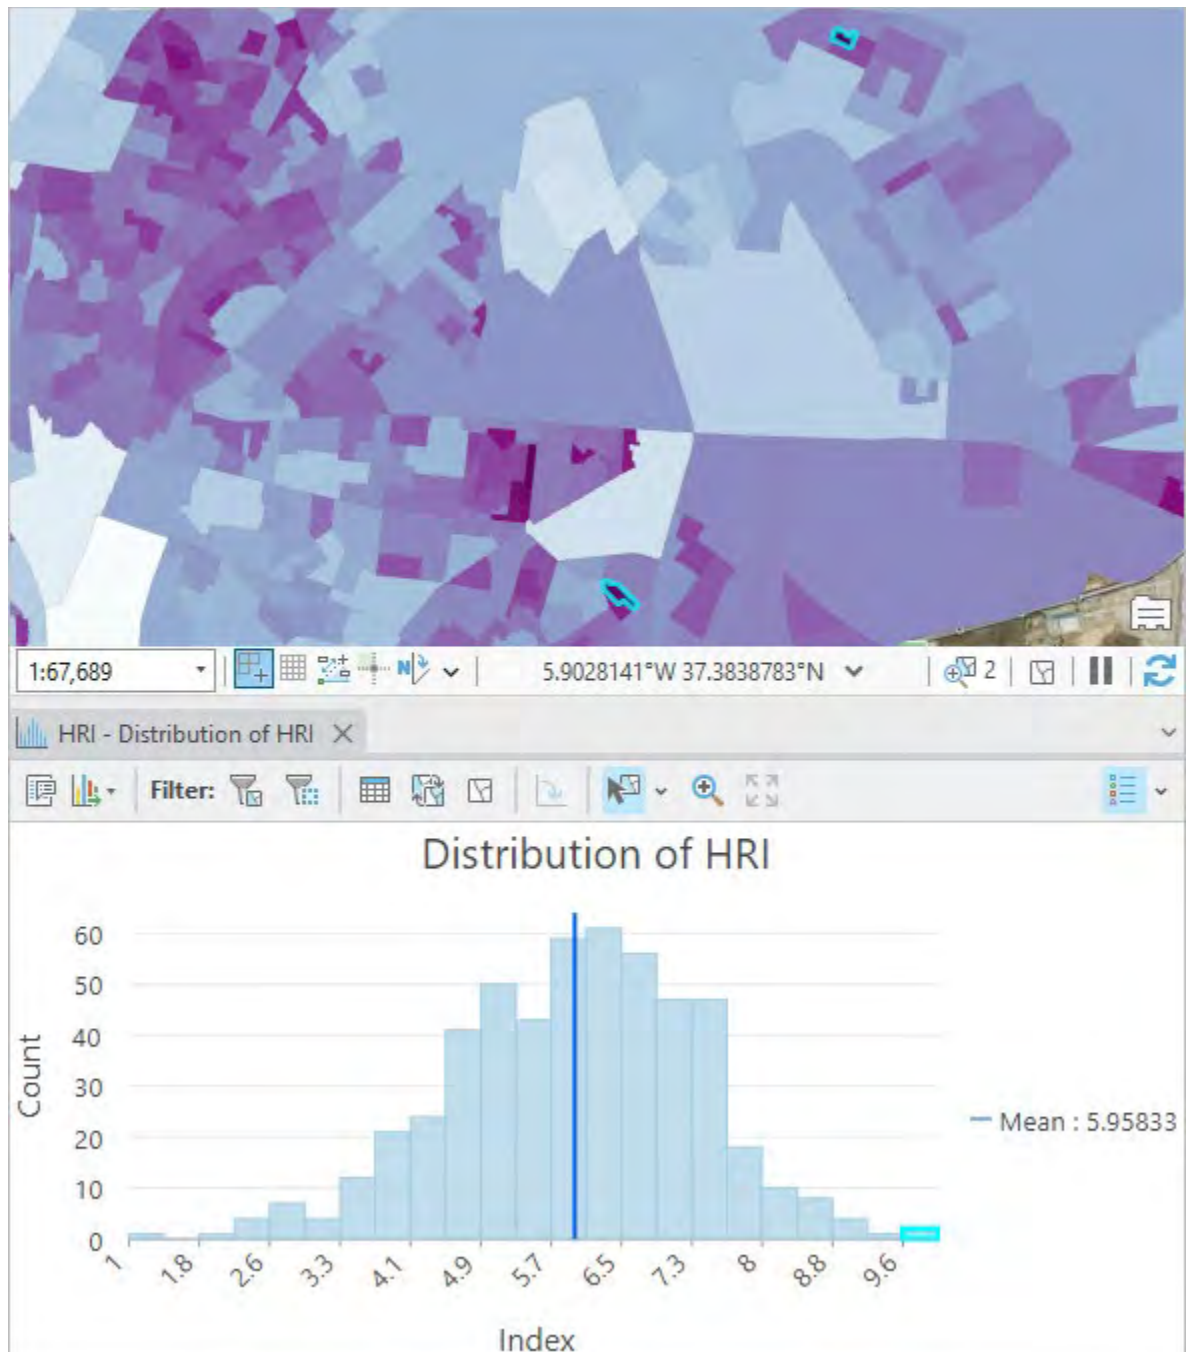 1:67,689
N
5.9028141°W 37.3838783°N
2
HRI - Distribution of HRI
Filter:
Distribution of HRI
60
50
40
30
20
10
0
Count
Mean : 5.95833
1 1.8 2.6 3.3 4.1 4.9 5.7 6.5 7.3 8 8.8 9.6
Index